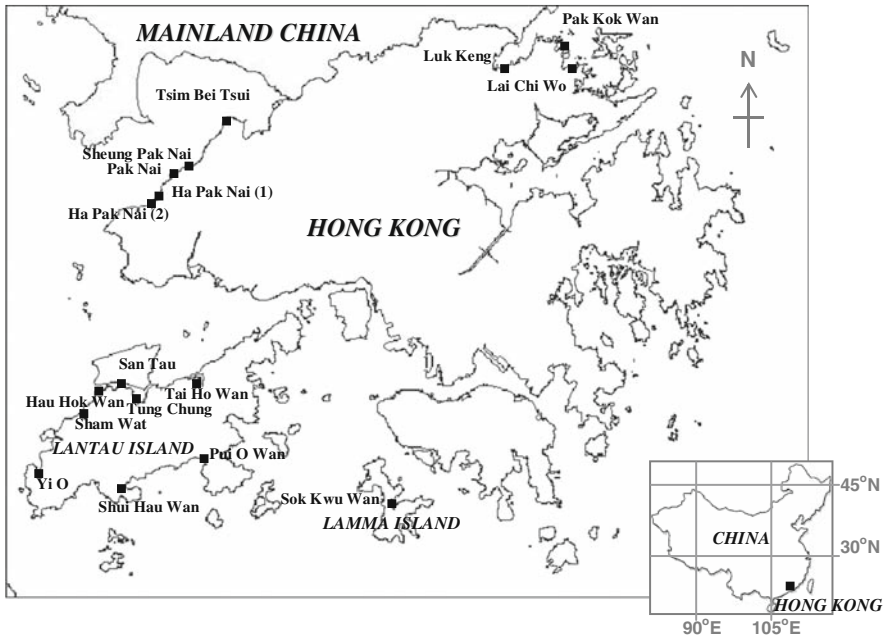 MAINLAND CHINA
Pak Kok Wan
Luk Keng
Lai Chi Wo
N
Tsim Bei Tsui
Sheung Pak Nai
Pak Nai
Ha Pak Nai (1)
Ha Pak Nai (2)
HONG KONG
San Tau
Tai Ho Wan
Hau Hok Wan
Tung Chung
Sham Wat
LANTAU ISLAND
Pui O Wan
Yi O
Shui Hau Wan
Sok Kwu Wan
LAMMA ISLAND
45°N
CHINA
30°N
HONG KONG
90°E
105°E